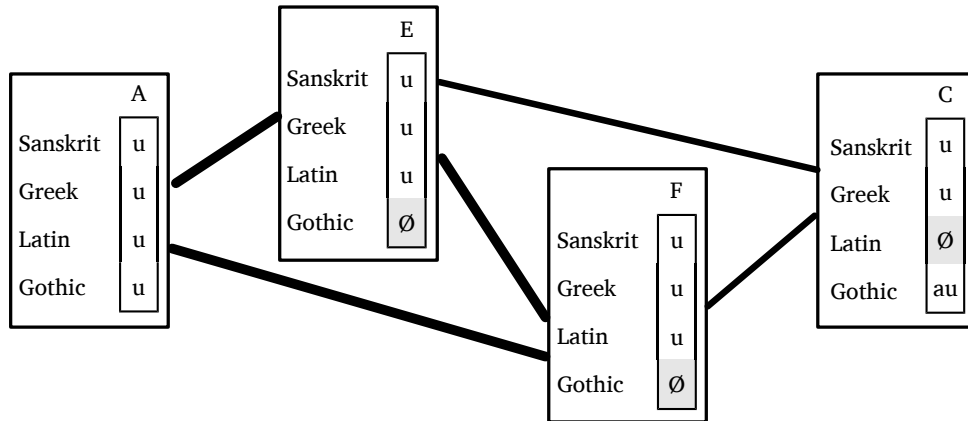 A
Sanskrit u
Greek u
Latin u
Gothic u
E
Sanskrit u
Greek u
Latin u
Gothic Ø
F
Sanskrit u
Greek u
Latin u
Gothic Ø
C
Sanskrit u
Greek u
Latin Ø
Gothic au